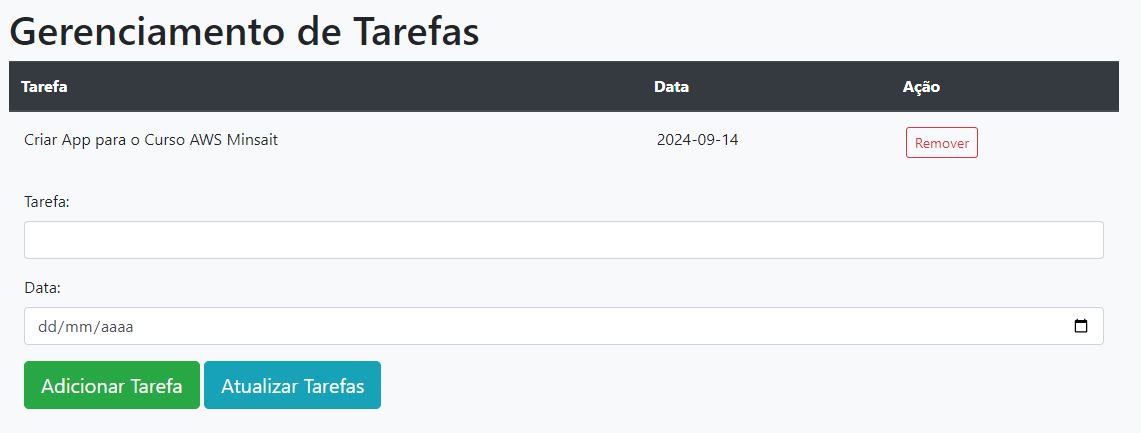 Gerenciamento de Tarefas
Tarefa Data Ação
Criar App para o Curso AWS Minsait 2024-09-14 Remover
Tarefa:
Data:
dd/mm/aaaa
Adicionar Tarefa Atualizar Tarefas